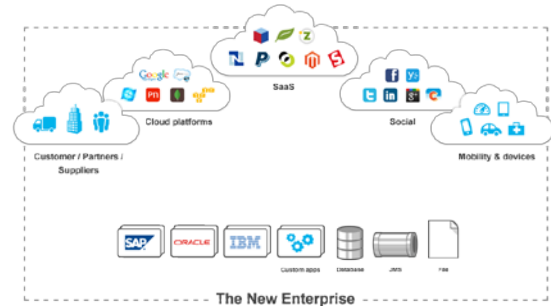 Google
SaaS
Cloud platforms
Social
Customer / Partners /
Suppliers
Mobility & devices
SAP
ORACLE
IBM
Custom apps
Database
JMS
File
The New Enterprise